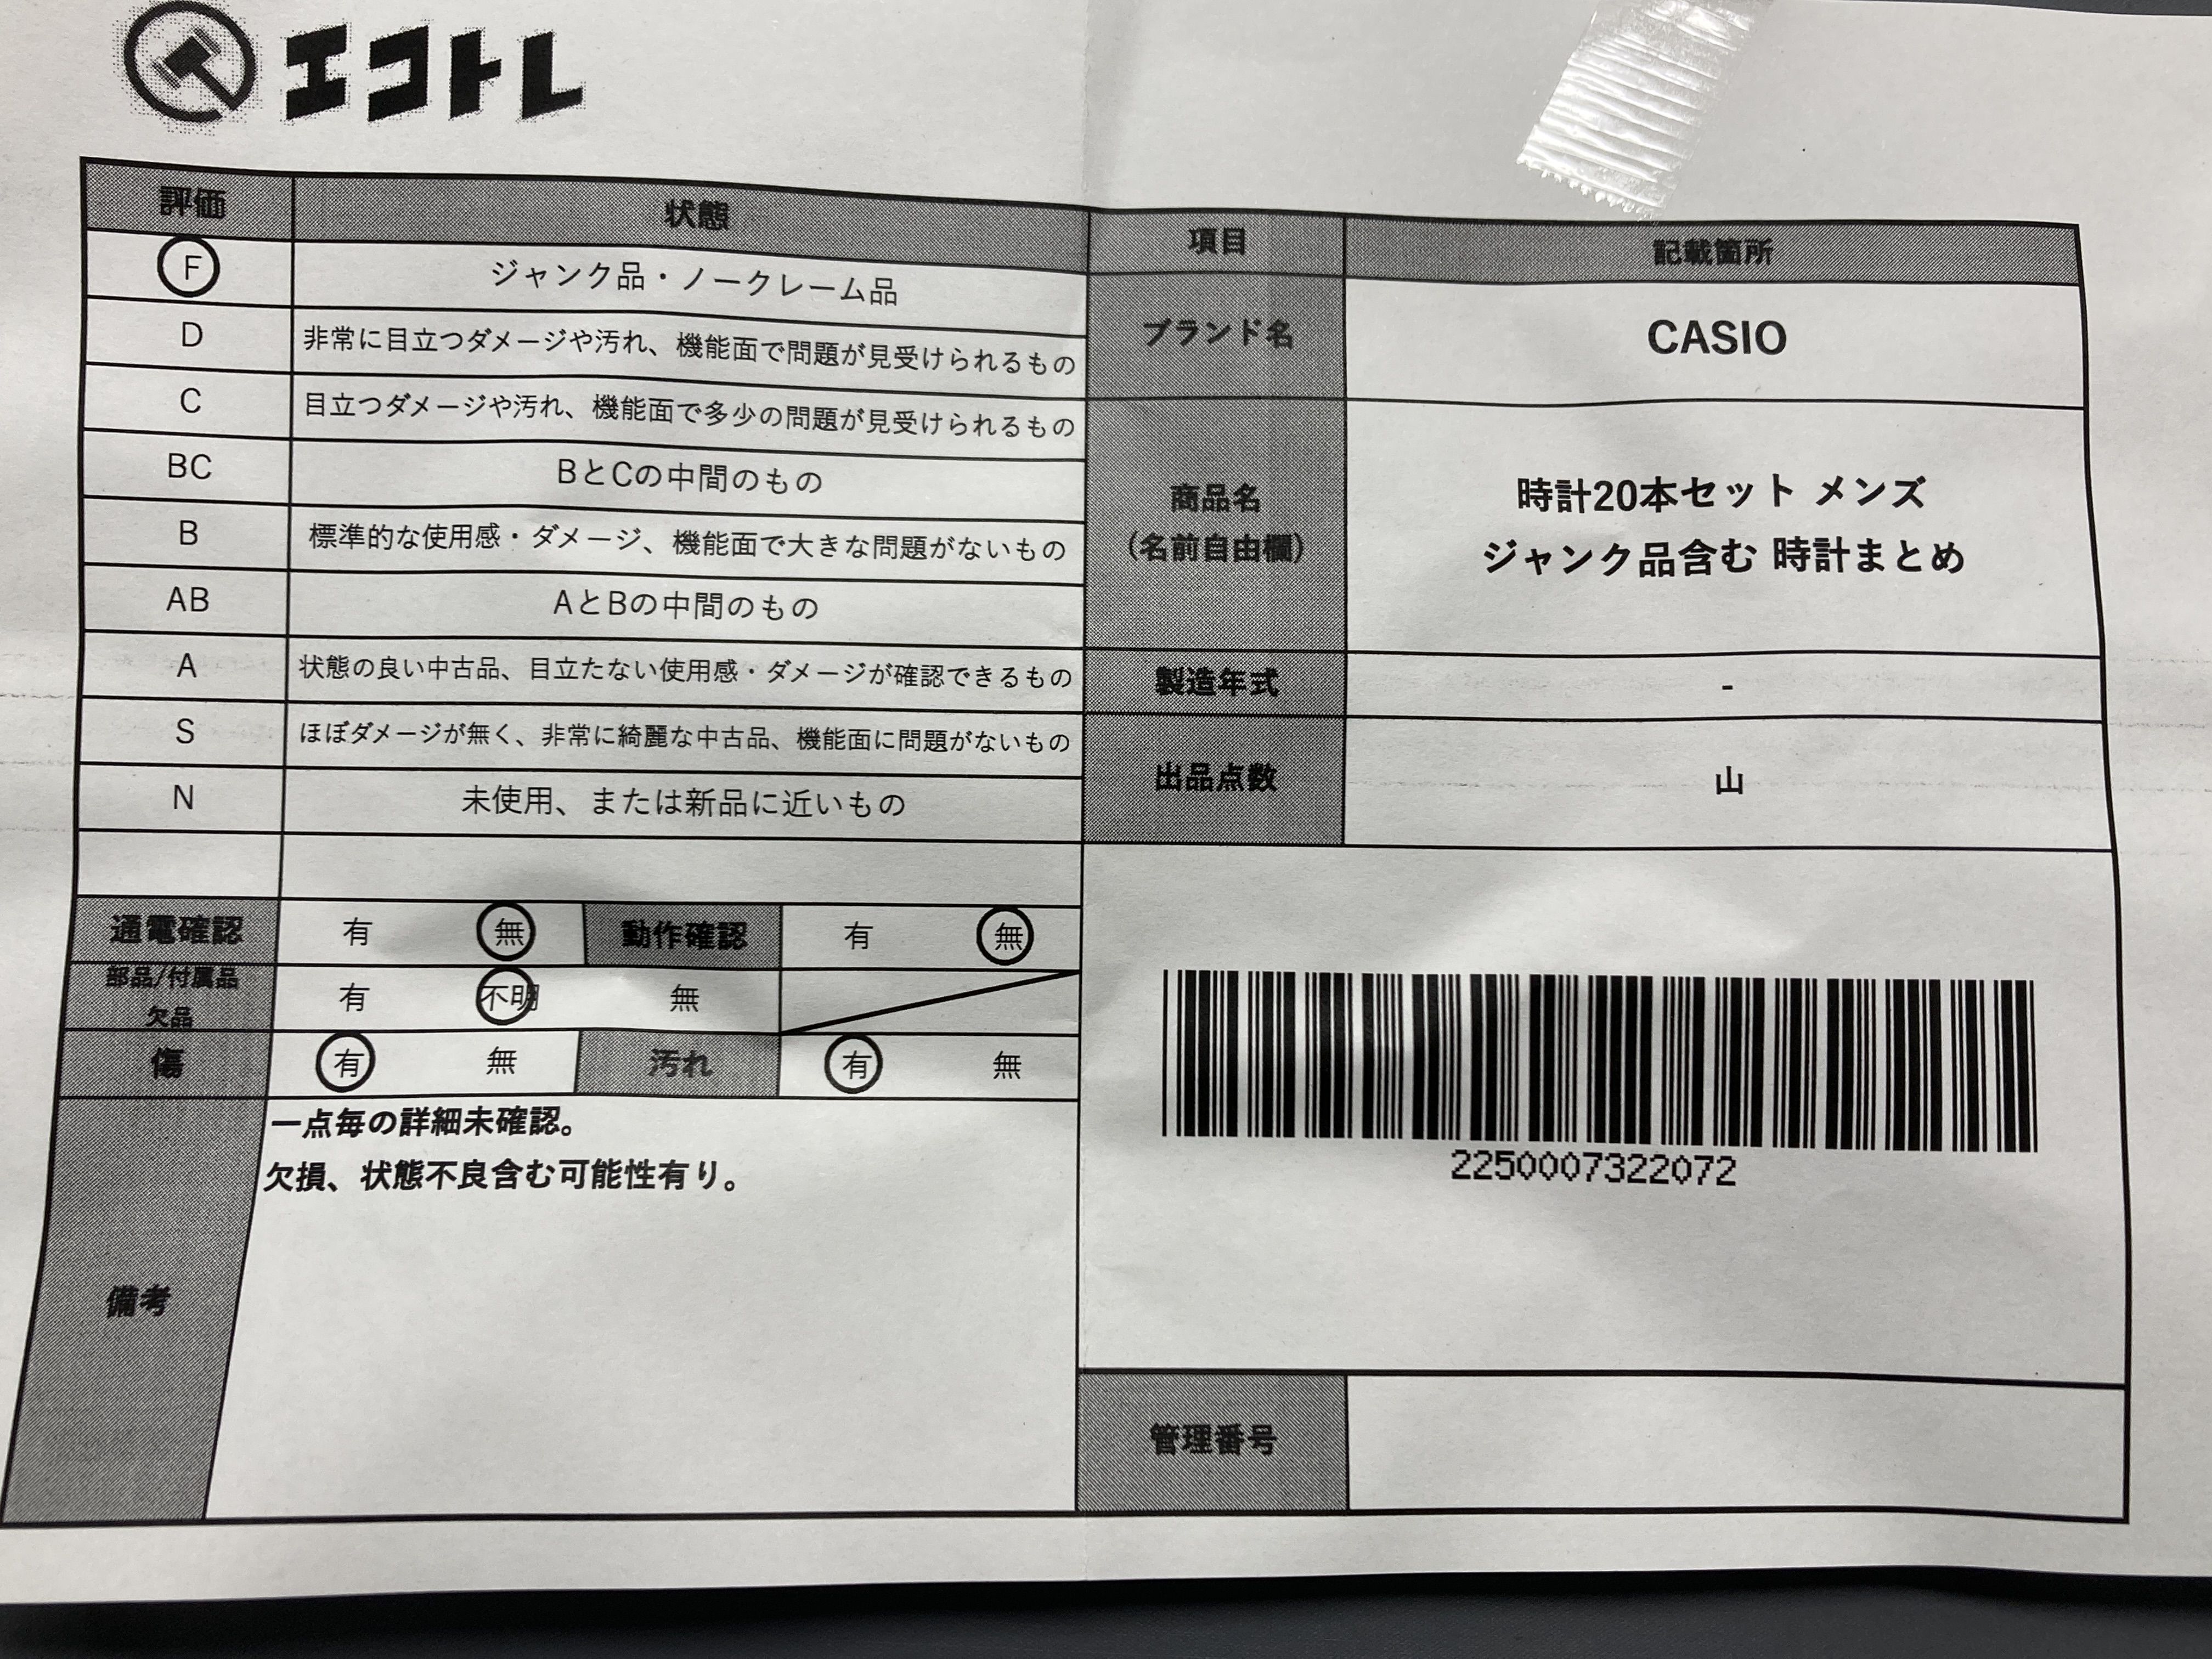 エコトレ
評価 状態
F ジャンク品・ノークレーム品
D 非常に目立つダメージや汚れ、機能面で問題が見受けられるもの
C 目立つダメージや汚れ、機能面で多少の問題が見受けられるもの
BC BとCの中間のもの
B 標準的な使用感・ダメージ、機能面で大きな問題がないもの
AB AとBの中間のもの
A 状態の良い中古品、目立たない使用感・ダメージが確認できるもの
S ほぼダメージが無く、非常に綺麗な中古品、機能面に問題がないもの
N 未使用、または新品に近いもの
通電確認 有 無 動作確認 有 無
部品/付属品
欠品
有 不明 無
傷 有 無 汚れ 有 無
備考
一点毎の詳細未確認。
欠損、状態不良含む可能性有り。
項目 記載箇所
ブランド名 CASIO
商品名
(名前自由欄)
時計20本セット メンズ
ジャンク品含む 時計まとめ
製造年式 -
出品点数 山
2250007322072
管理番号